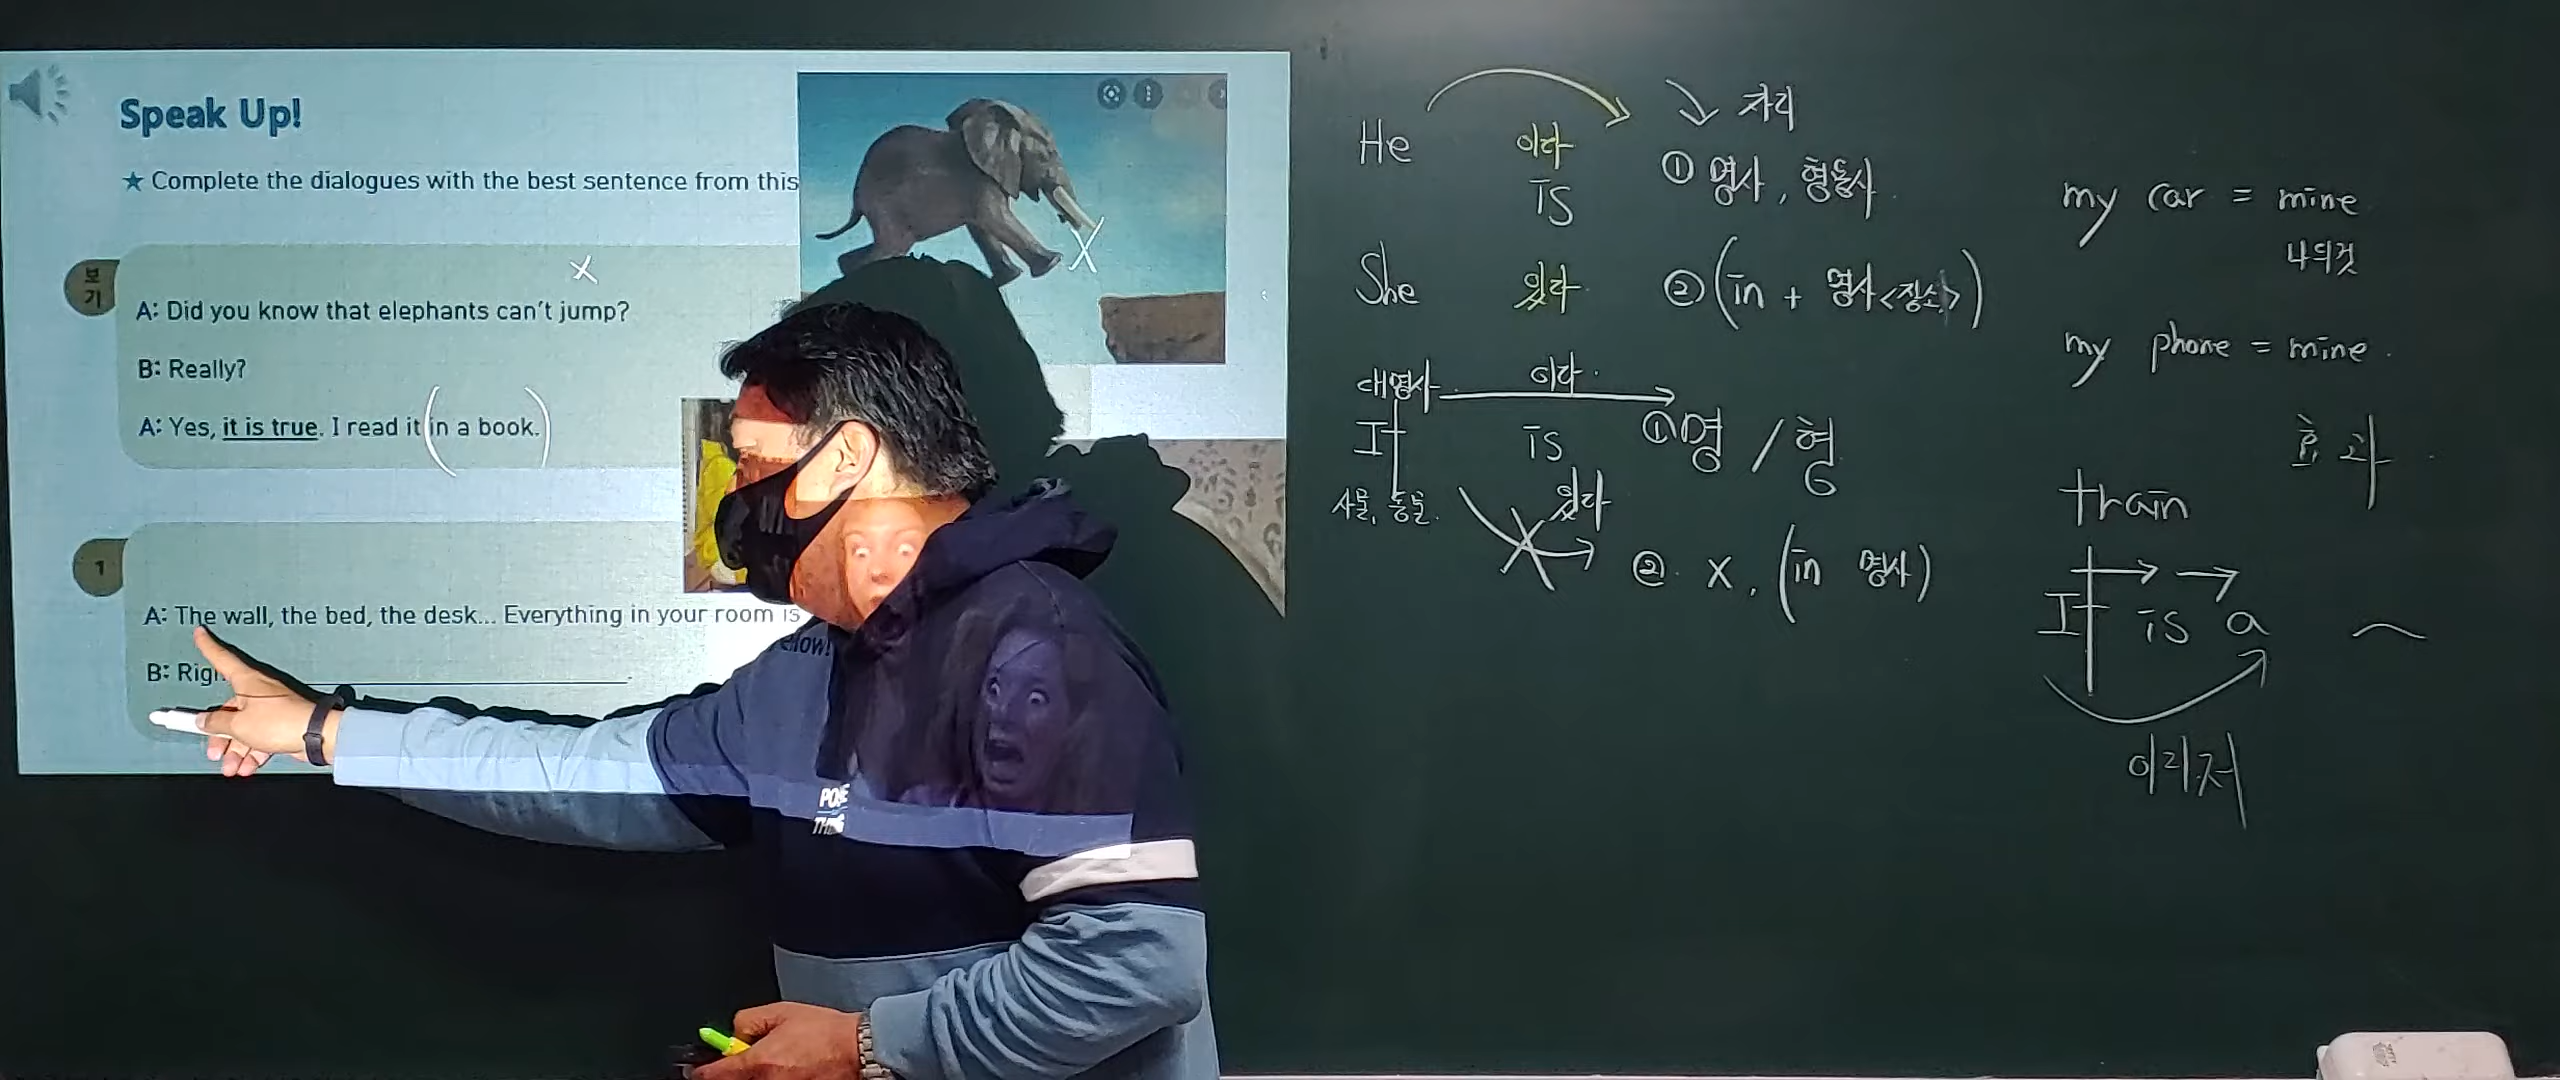 Speak Up!
★ Complete the dialogues with the best sentence from this
보기
X
X
A: Did you know that elephants can't jump?
B: Really?
A: Yes, it is true. I read it (in a book.)
1
A: The wall, the bed, the desk... Everything in your room is
ellow!
B: Righ
POSE
THING
자리
He 이다 ① 명사, 형용사
is
She 있다 ② (in + 명사<장소>)
대명사 이다.
It is ① 명 / 형
사물, 동물. 있다
② X, (in 명사)
my car = mine
나의것
my phone = mine.
효과
train
It is a ~